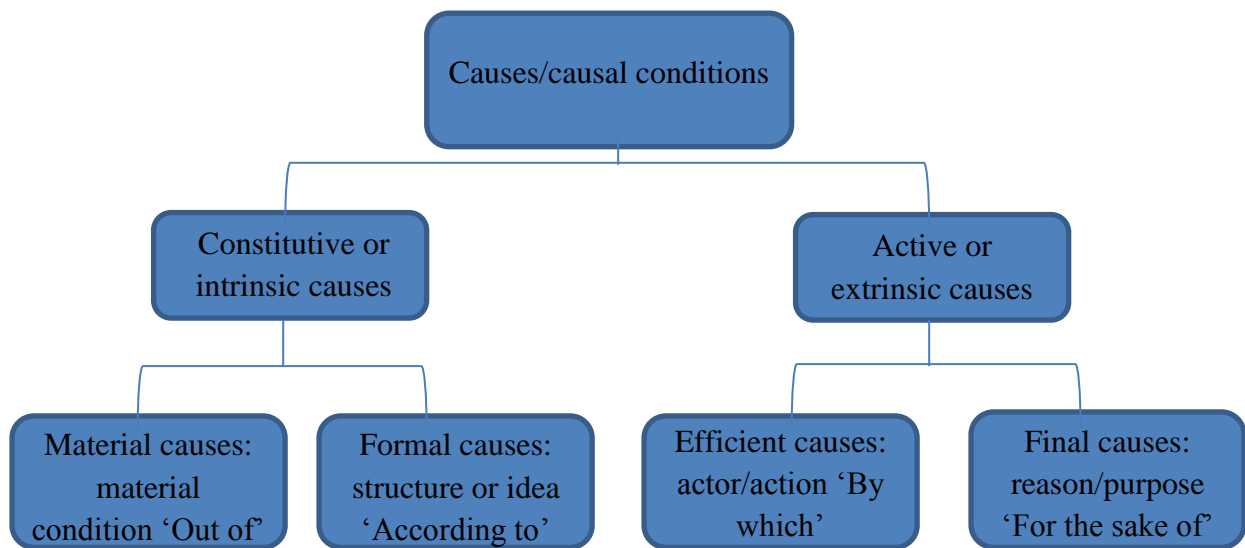 Causes/causal conditions
Constitutive or
intrinsic causes
Active or
extrinsic causes
Material causes:
material
condition ‘Out of’
Formal causes:
structure or idea
‘According to’
Efficient causes:
actor/action ‘By
which’
Final causes:
reason/purpose
‘For the sake of’